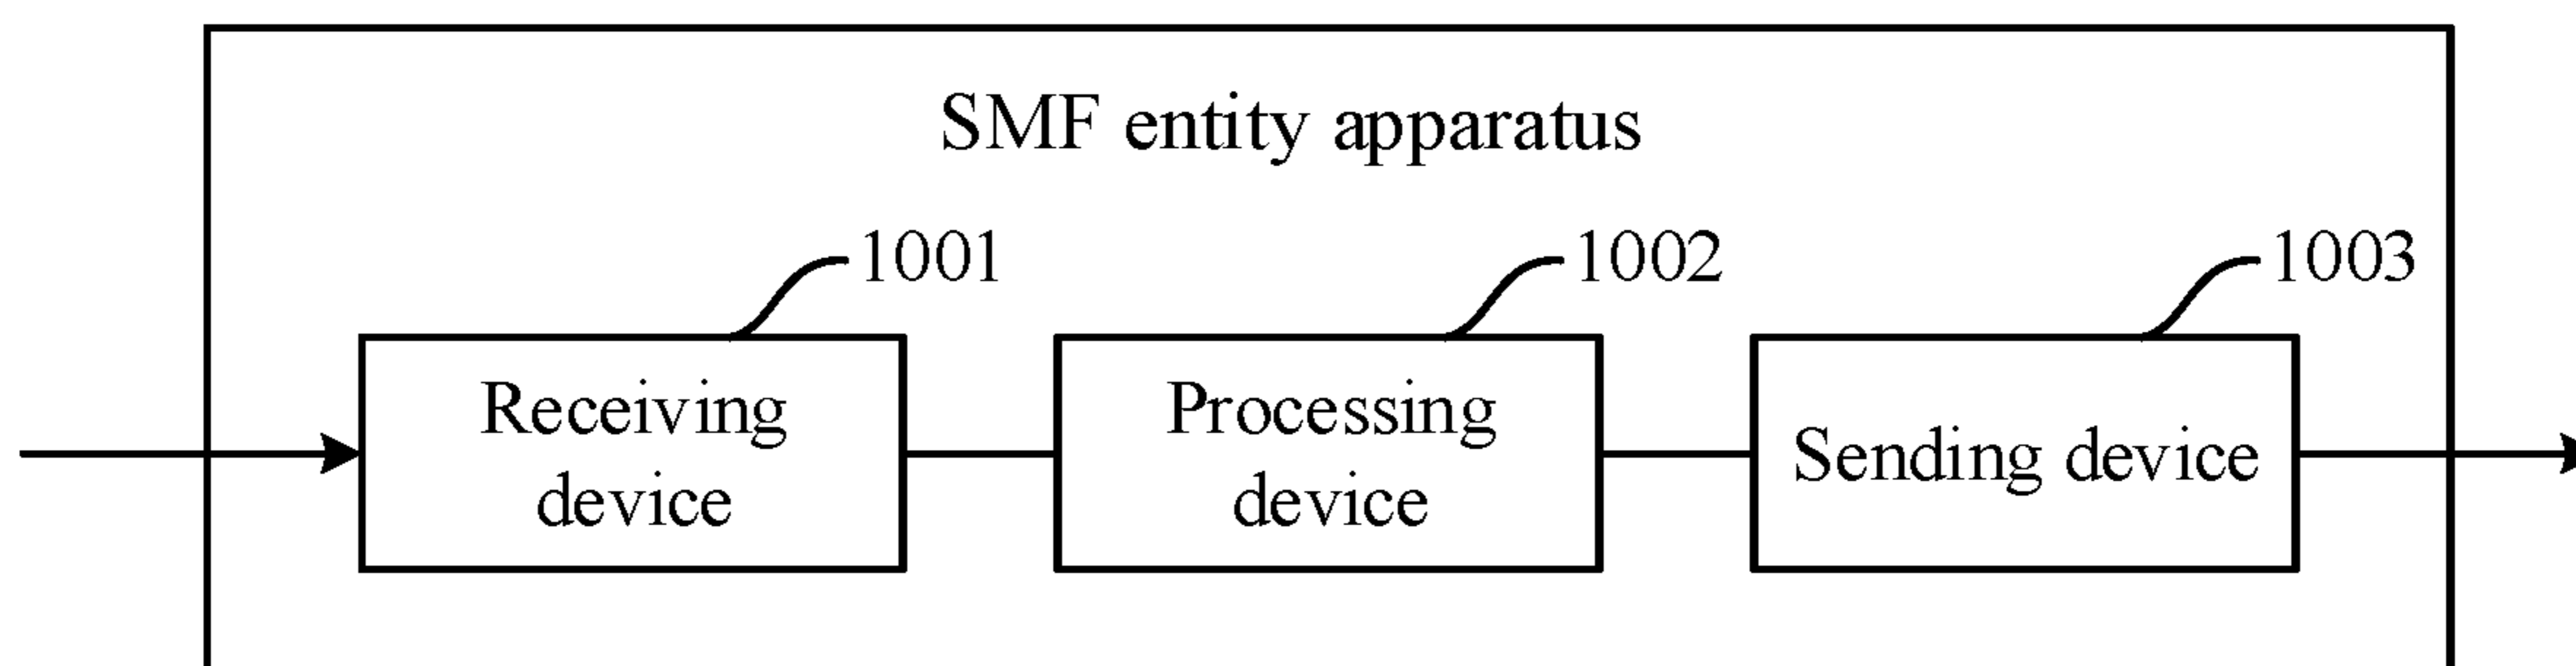 SMF entity apparatus
1001
1002
1003
Receiving
device
Processing
device
Sending device